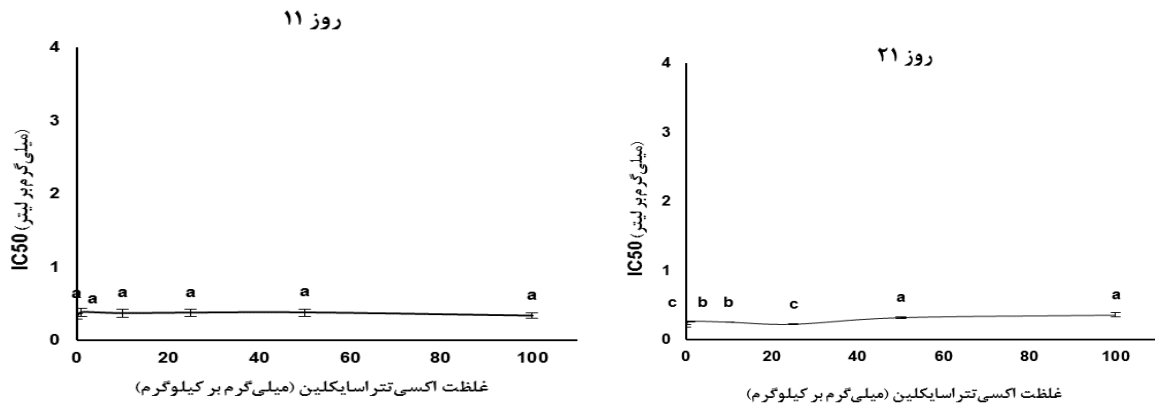 روز ۱۱
4
3
2
1
0
IC50 (میلی‌گرم بر لیتر)
a a a a a a
0 20 40 60 80 100
غلظت اکسی‌تتراسایکلین (میلی‌گرم بر کیلوگرم)
روز ۲۱
4
3
2
1
0
IC50 (میلی‌گرم بر لیتر)
c b b c a a
0 20 40 60 80 100
غلظت اکسی‌تتراسایکلین (میلی‌گرم بر کیلوگرم)